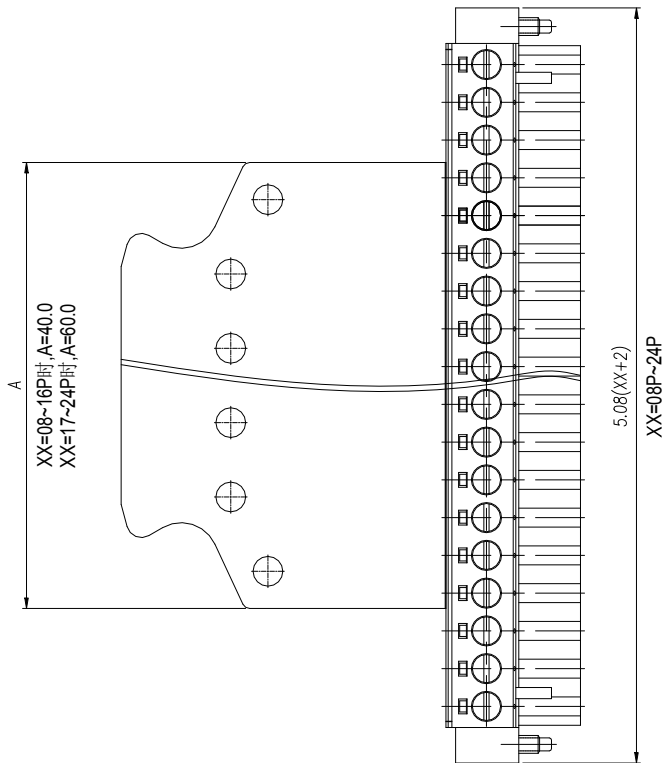 A
XX=08~16P时,A=40.0
XX=17~24P时,A=60.0
5.08(XX+2)
XX=08P~24P